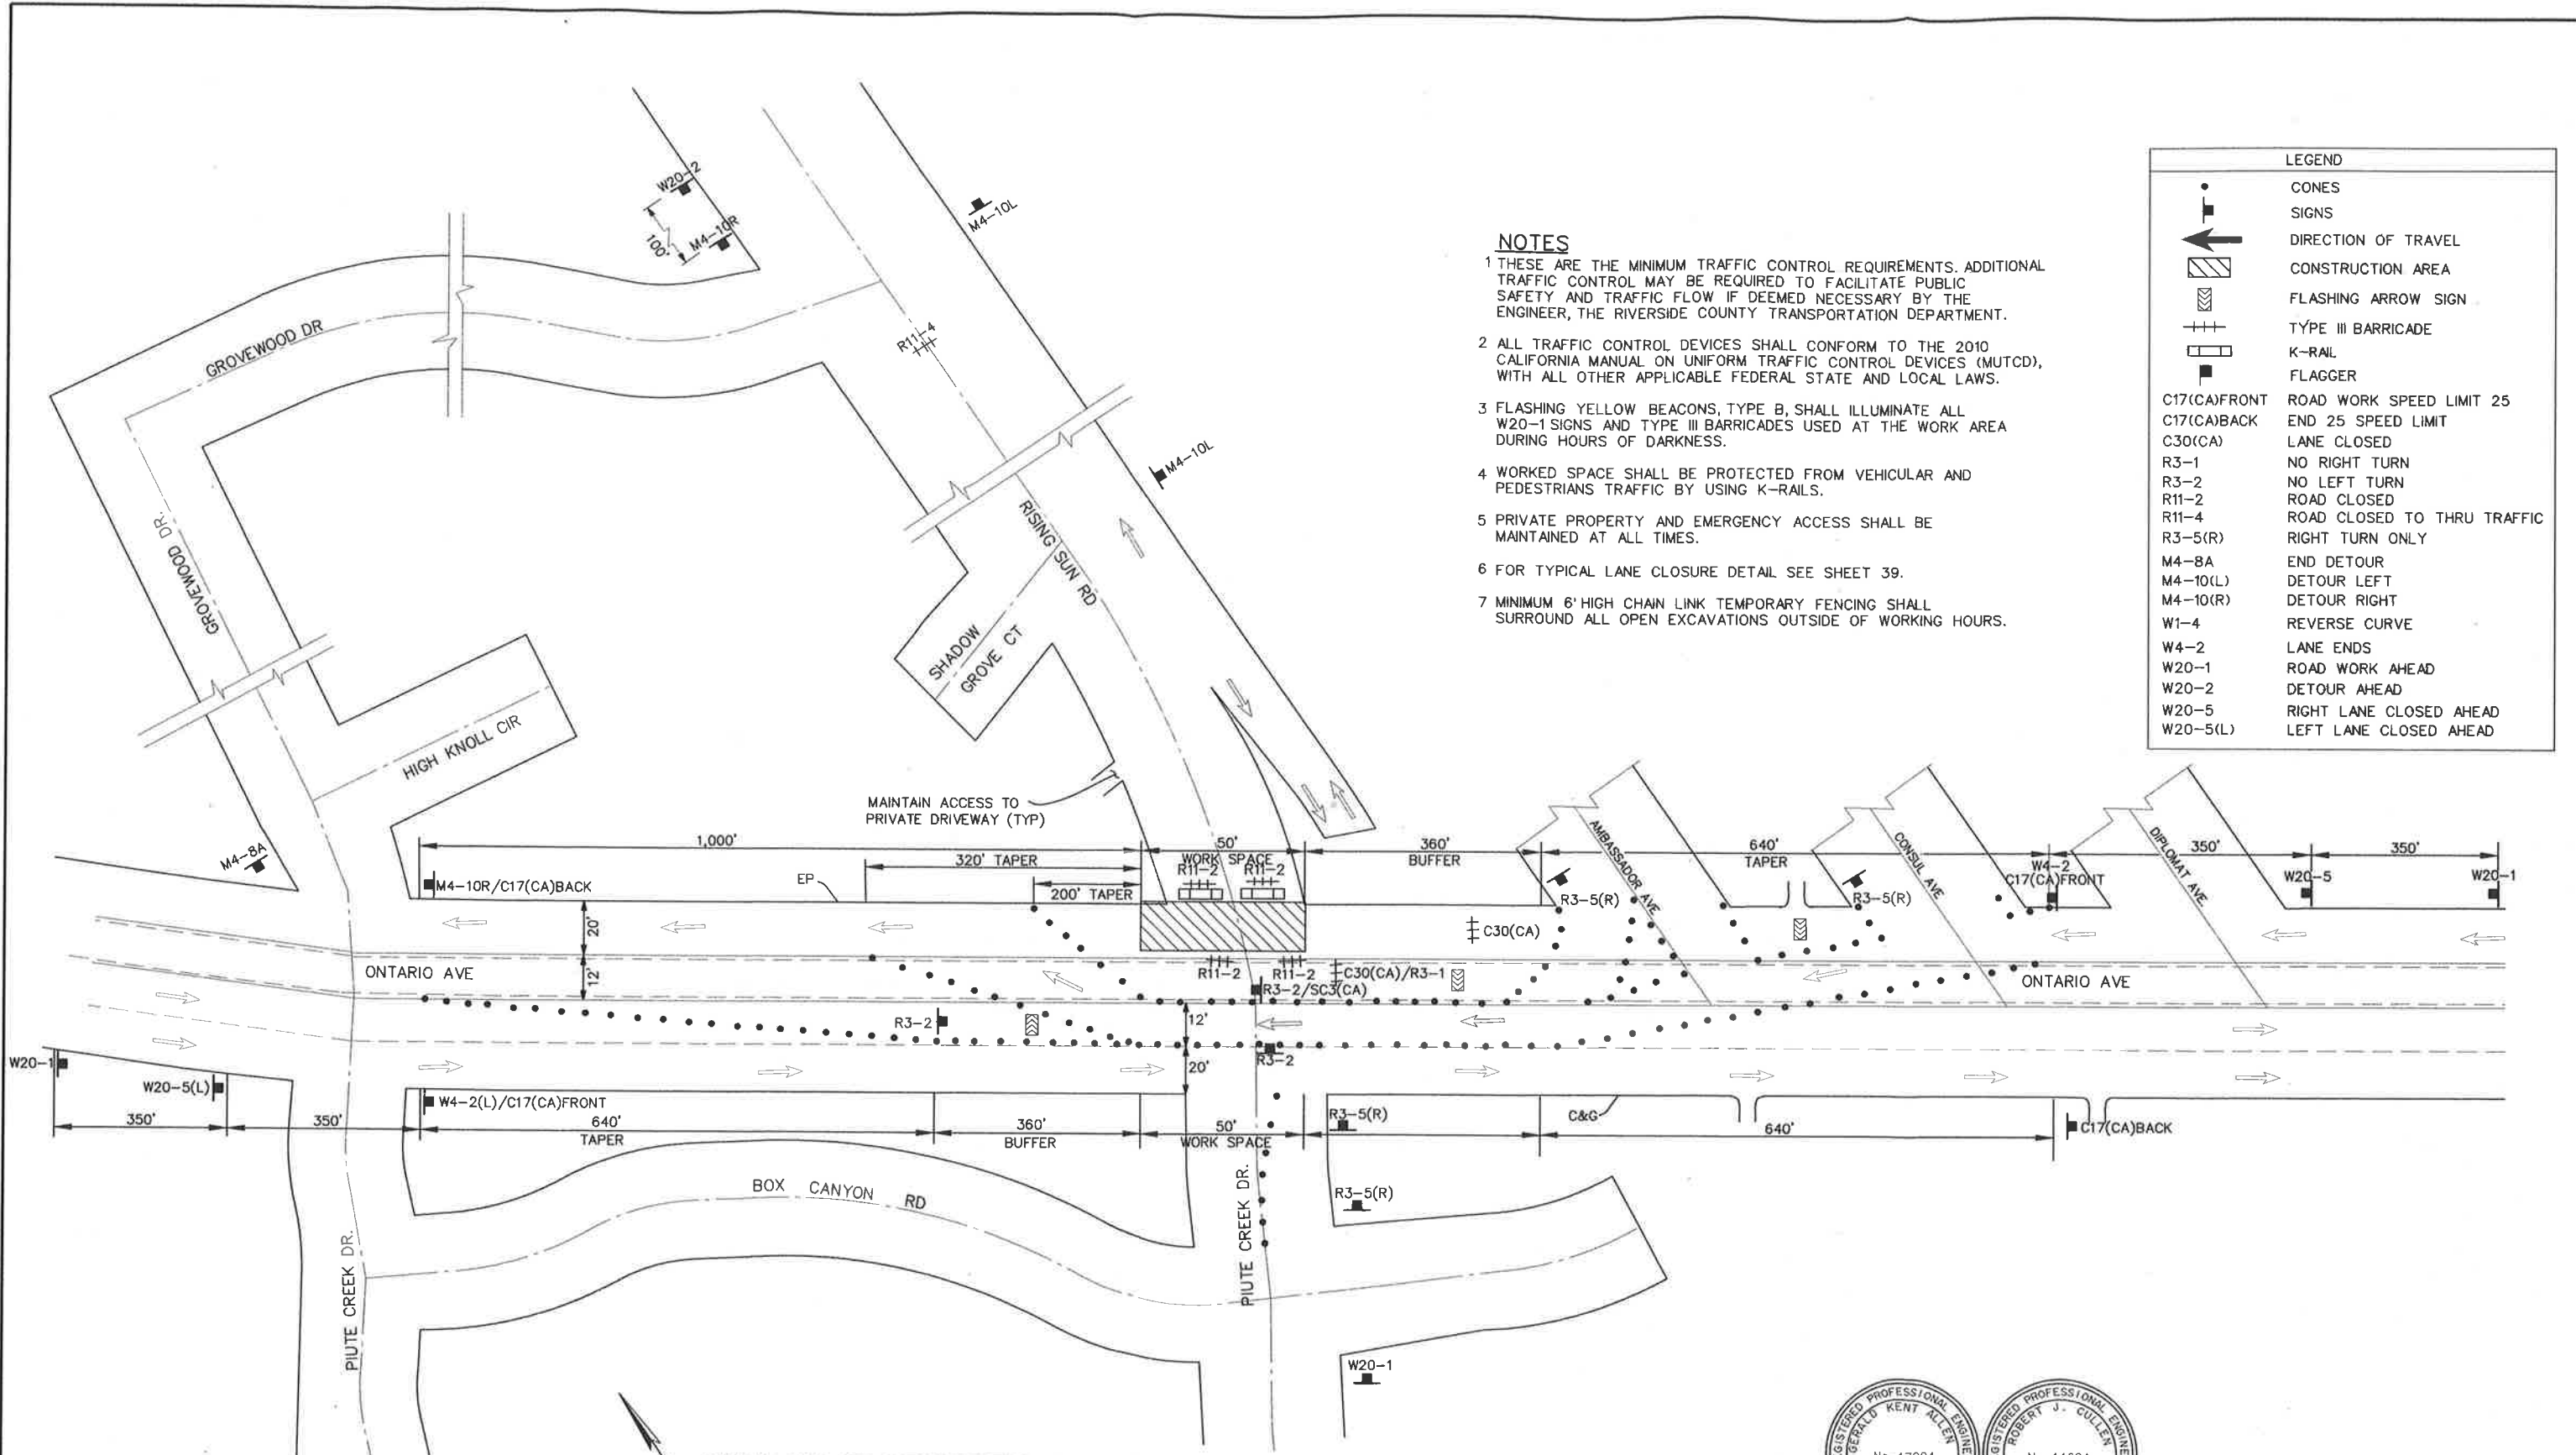 W20-2
M4-10R
100'
M4-10L
GROVEWOOD DR
R11-4
M4-10L
GROVEWOOD DR.
RISING SUN RD
SHADOW
GROVE CT
HIGH KNOLL CIR
NOTES
1 THESE ARE THE MINIMUM TRAFFIC CONTROL REQUIREMENTS. ADDITIONAL
TRAFFIC CONTROL MAY BE REQUIRED TO FACILITATE PUBLIC
SAFETY AND TRAFFIC FLOW IF DEEMED NECESSARY BY THE
ENGINEER, THE RIVERSIDE COUNTY TRANSPORTATION DEPARTMENT.
2 ALL TRAFFIC CONTROL DEVICES SHALL CONFORM TO THE 2010
CALIFORNIA MANUAL ON UNIFORM TRAFFIC CONTROL DEVICES (MUTCD),
WITH ALL OTHER APPLICABLE FEDERAL STATE AND LOCAL LAWS.
3 FLASHING YELLOW BEACONS, TYPE B, SHALL ILLUMINATE ALL
W20-1 SIGNS AND TYPE III BARRICADES USED AT THE WORK AREA
DURING HOURS OF DARKNESS.
4 WORKED SPACE SHALL BE PROTECTED FROM VEHICULAR AND
PEDESTRIANS TRAFFIC BY USING K-RAILS.
5 PRIVATE PROPERTY AND EMERGENCY ACCESS SHALL BE
MAINTAINED AT ALL TIMES.
6 FOR TYPICAL LANE CLOSURE DETAIL SEE SHEET 39.
7 MINIMUM 6' HIGH CHAIN LINK TEMPORARY FENCING SHALL
SURROUND ALL OPEN EXCAVATIONS OUTSIDE OF WORKING HOURS.
LEGEND
CONES
SIGNS
DIRECTION OF TRAVEL
CONSTRUCTION AREA
FLASHING ARROW SIGN
TYPE III BARRICADE
K-RAIL
FLAGGER
C17(CA)FRONT ROAD WORK SPEED LIMIT 25
C17(CA)BACK END 25 SPEED LIMIT
C30(CA) LANE CLOSED
R3-1 NO RIGHT TURN
R3-2 NO LEFT TURN
R11-2 ROAD CLOSED
R11-4 ROAD CLOSED TO THRU TRAFFIC
R3-5(R) RIGHT TURN ONLY
M4-8A END DETOUR
M4-10(L) DETOUR LEFT
M4-10(R) DETOUR RIGHT
W1-4 REVERSE CURVE
W4-2 LANE ENDS
W20-1 ROAD WORK AHEAD
W20-2 DETOUR AHEAD
W20-5 RIGHT LANE CLOSED AHEAD
W20-5(L) LEFT LANE CLOSED AHEAD
MAINTAIN ACCESS TO
PRIVATE DRIVEWAY (TYP)
M4-8A
1,000'
320' TAPER
200' TAPER
50'
WORK SPACE
R11-2 R11-2
360'
BUFFER
640'
TAPER
350'
350'
AMBASSADOR AVE
CONSUL AVE
DIPLOMAT AVE.
M4-10R/C17(CA)BACK
EP
R3-5(R)
R3-5(R)
W4-2
C17(CA)FRONT
W20-5
W20-1
20'
C30(CA)
ONTARIO AVE
12'
R11-2 R11-2
C30(CA)/R3-1
R3-2/SC3(CA)
ONTARIO AVE
R3-2
12'
R3-2
20'
W20-1
W20-5(L)
W4-2(L)/C17(CA)FRONT
350'
350'
640'
TAPER
360'
BUFFER
50'
WORK SPACE
R3-5(R)
C&G
640'
C17(CA)BACK
BOX CANYON RD
R3-5(R)
PIUTE CREEK DR.
PIUTE CREEK DR.
W20-1
REGISTERED PROFESSIONAL ENGINE
GERALD KENT ALLEN
REGISTERED PROFESSIONAL ENGINE
ROBERT J. CULLEN